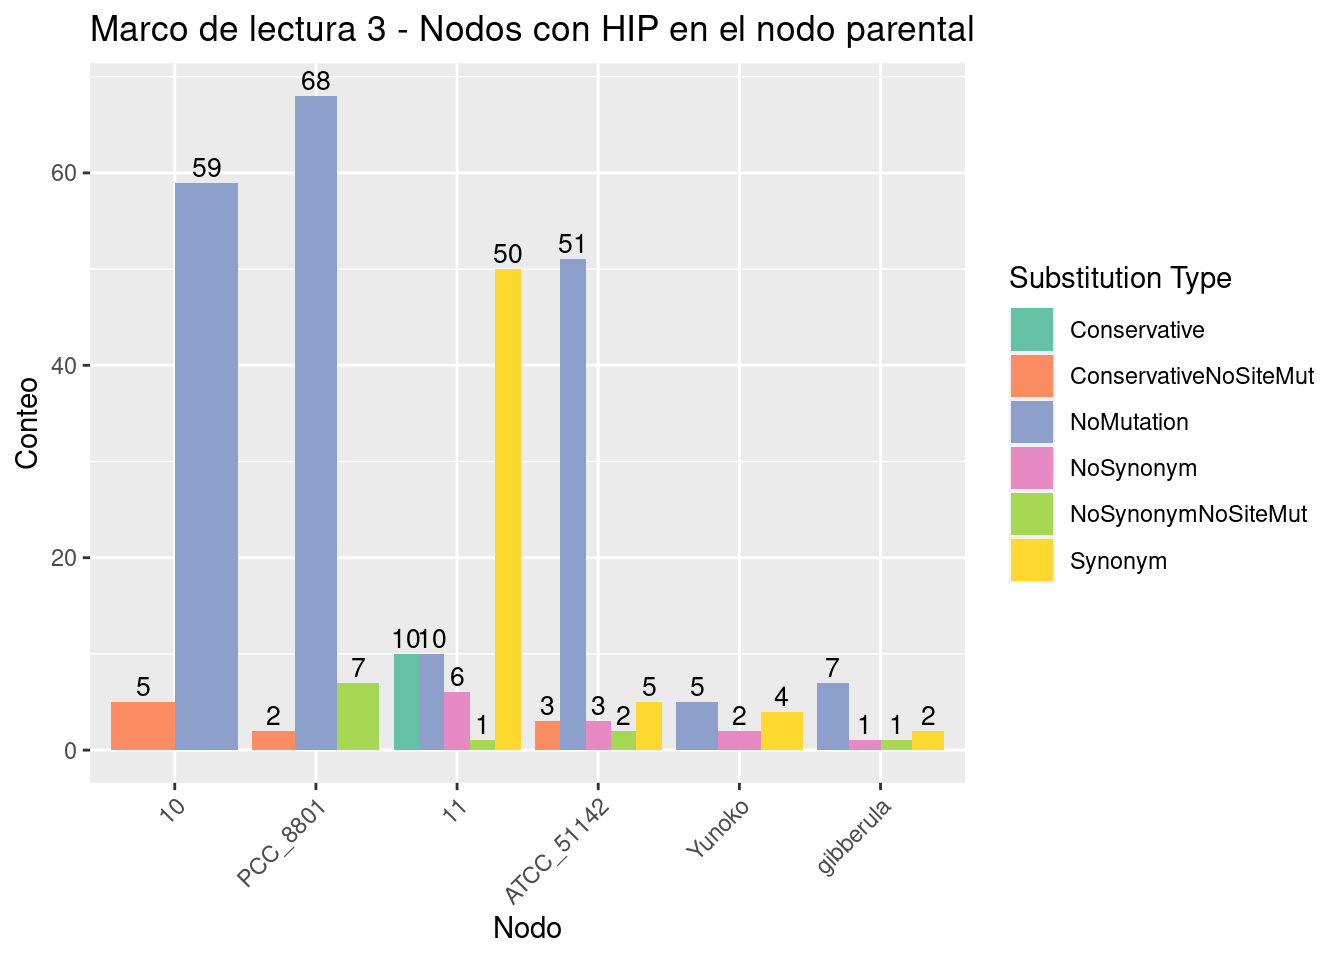 Marco de lectura 3 - Nodos con HIP en el nodo parental
Conteo
60
40
20
0
5
59
2
68
7
10
10
6
1
50
3
51
3
2
5
5
2
4
7
1
1
2
10
PCC_8801
11
ATCC_51142
Yunoko
gibberula
Nodo
Substitution Type
Conservative
ConservativeNoSiteMut
NoMutation
NoSynonym
NoSynonymNoSiteMut
Synonym